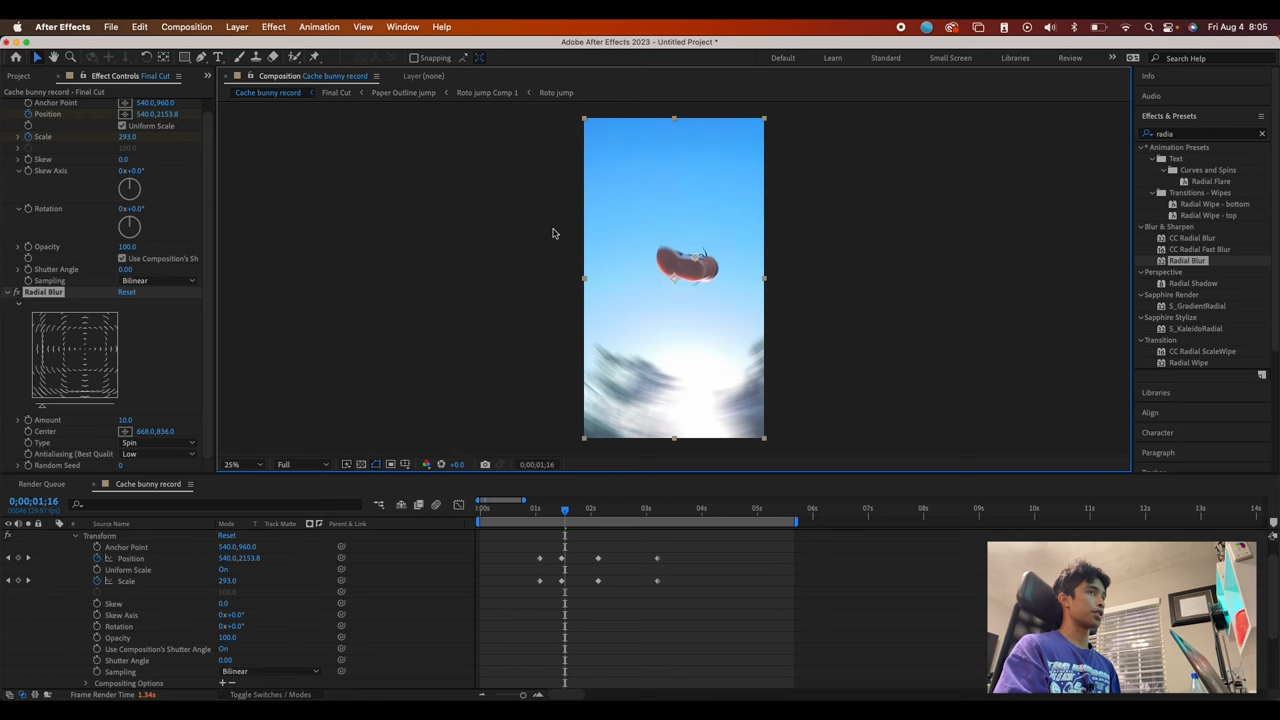 After Effects File Edit Composition Layer Effect Animation View Window Help Fri Aug 4 8:05
Adobe After Effects 2023 - Untitled Project *
Snapping Default Learn Standard Small Screen Libraries Review Search Help
Project Effect Controls Final Cut Composition Cache bunny record Layer (none) Info
Cache bunny record - Final Cut Cache bunny record Final Cut Paper Outline jump Roto jump Comp 1 Roto jump Audio
Anchor Point 540.0,960.0
Position 540.0,2153.8 Effects & Presets
Uniform Scale
Scale 293.0 radia
100.0 * Animation Presets
Skew 0.0 Text
Skew Axis 0x+0.0° Curves and Spins
Radial Flare
Transitions - Wipes
Radial Wipe - bottom
Rotation 0x+0.0° Radial Wipe - top
Blur & Sharpen
CC Radial Blur
Opacity 100.0 CC Radial Fast Blur
Use Composition's Sh Radial Blur
Shutter Angle 0.00 Perspective
Sampling Bilinear Radial Shadow
fx Radial Blur Reset Sapphire Render
S_GradientRadial
Sapphire Stylize
S_KaleidoRadial
Transition
CC Radial ScaleWipe
Radial Wipe
Libraries
Align
Amount 10.0
Center 668.0,836.0 Character
Type Spin
Antialiasing (Best Qualit Low Paragraph
Random Seed 0 25% Full +0.0 0;00;01;16
Render Queue Cache bunny record
0;00;01;16
00046 (29.97 fps) :00s 01s 02s 03s 04s 05s 06s 07s 08s 09s 10s 11s 12s 13s 14s
# Source Name Mode T Track Matte Parent & Link
fx Transform Reset
Anchor Point 540.0,960.0
Position 540.0,2153.8
Uniform Scale On
Scale 293.0
100.0
Skew 0.0
Skew Axis 0x+0.0°
Rotation 0x+0.0°
Opacity 100.0
Use Composition's Shutter Angle On
Shutter Angle 0.00
Sampling Bilinear
Compositing Options + −
Frame Render Time 1.34s Toggle Switches / Modes